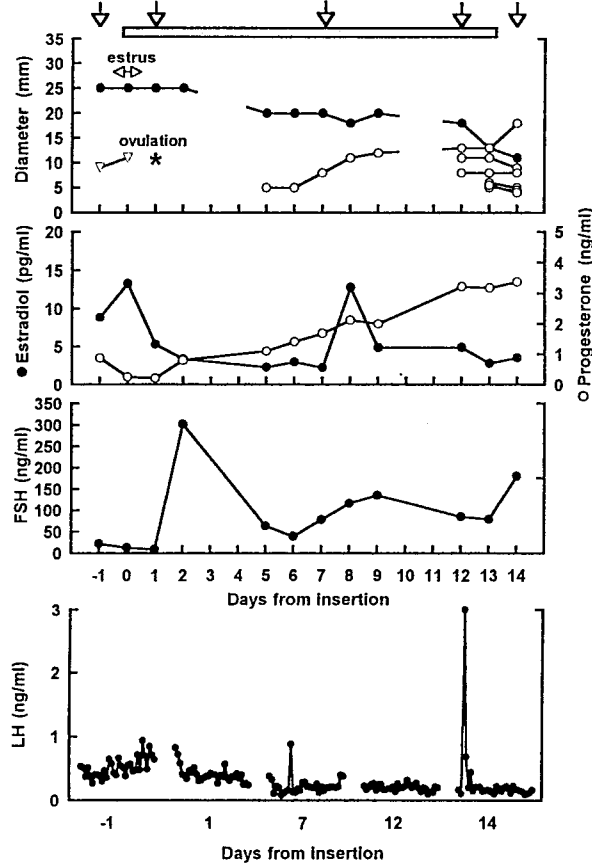 35
30
25
20
15
10
5
0
Diameter (mm)
estrus
ovulation
*
20
15
10
5
0
● Estradiol (pg/ml)
5
4
3
2
1
0
O Progesterone (ng/ml)
350
300
250
200
150
100
50
0
FSH (ng/ml)
-1 0 1 2 3 4 5 6 7 8 9 10 11 12 13 14
Days from insertion
3
2
1
0
LH (ng/ml)
-1 1 7 12 14
Days from insertion